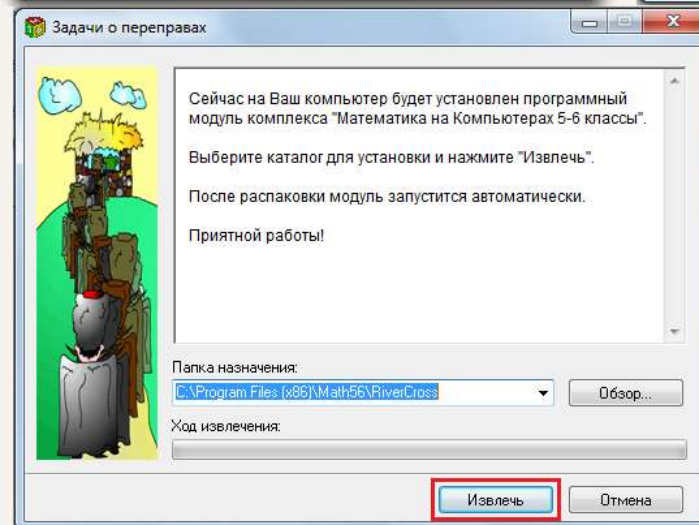 Задачи о переправах
Сейчас на Ваш компьютер будет установлен программный
модуль комплекса "Математика на Компьютерах 5-6 классы".
Выберите каталог для установки и нажмите "Извлечь".
После распаковки модуль запустится автоматически.
Приятной работы!
Папка назначения:
C:\Program Files (x86)\Math56\RiverCross
Обзор...
Ход извлечения:
Извлечь
Отмена